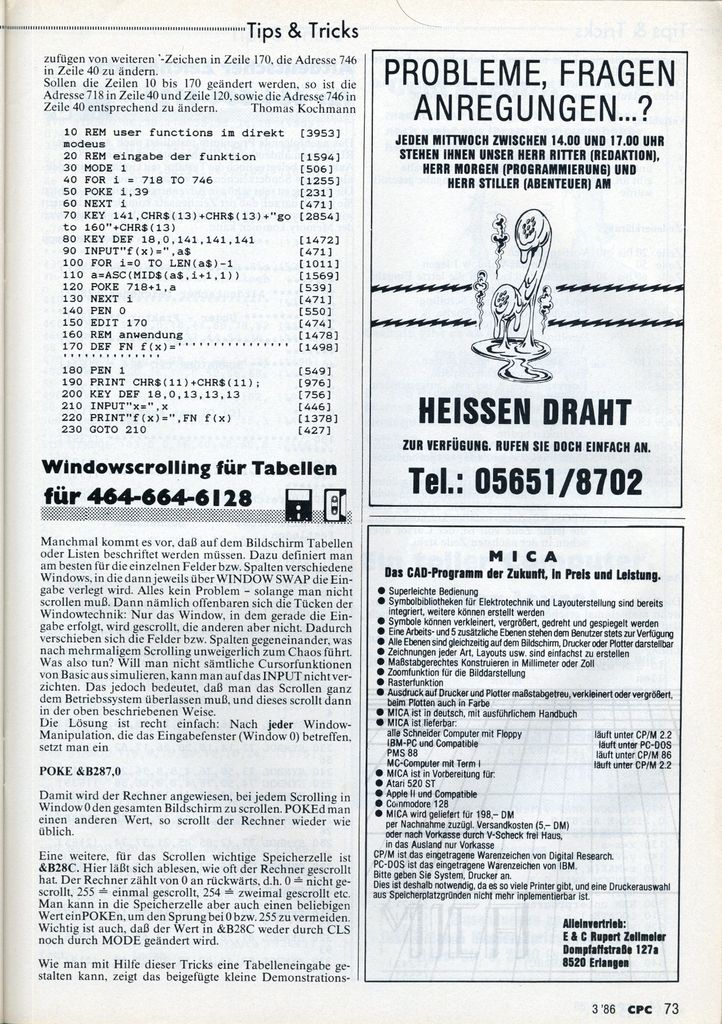 Tips & Tricks
zufügen von weiteren '-Zeichen in Zeile 170, die Adresse 746
in Zeile 40 zu ändern.
Sollen die Zeilen 10 bis 170 geändert werden, so ist die
Adresse 718 in Zeile 40 und Zeile 120, sowie die Adresse 746 in
Zeile 40 entsprechend zu ändern. Thomas Kochmann
10 REM user functions im direkt [3953]
modeus
20 REM eingabe der funktion [1594]
30 MODE 1 [506]
40 FOR i = 718 TO 746 [1255]
50 POKE i,39 [231]
60 NEXT i [471]
70 KEY 141,CHR$(13)+CHR$(13)+"go [2854]
to 160"+CHR$(13)
80 KEY DEF 18,0,141,141,141 [1472]
90 INPUT"f(x)=",a$ [471]
100 FOR i=0 TO LEN(a$)-1 [1011]
110 a=ASC(MID$(a$,i+1,1)) [1569]
120 POKE 718+1,a [539]
130 NEXT i [471]
140 PEN 0 [550]
150 EDIT 170 [474]
160 REM anwendung [1478]
170 DEF FN f(x)=''''''''''''''' [1498]
''''''''''''''
180 PEN 1 [549]
190 PRINT CHR$(11)+CHR$(11); [976]
200 KEY DEF 18,0,13,13,13 [756]
210 INPUT"x=",x [446]
220 PRINT"f(x)=",FN f(x) [1378]
230 GOTO 210 [427]
Windowscrolling für Tabellen
für 464-664-6128
Manchmal kommt es vor, daß auf dem Bildschirm Tabellen
oder Listen beschriftet werden müssen. Dazu definiert man
am besten für die einzelnen Felder bzw. Spalten verschiedene
Windows, in die dann jeweils über WINDOW SWAP die Ein-
gabe verlegt wird. Alles kein Problem – solange man nicht
scrollen muß. Dann nämlich offenbaren sich die Tücken der
Windowtechnik: Nur das Window, in dem gerade die Ein-
gabe erfolgt, wird gescrollt, die anderen aber nicht. Dadurch
verschieben sich die Felder bzw. Spalten gegeneinander, was
nach mehrmaligem Scrolling unweigerlich zum Chaos führt.
Was also tun? Will man nicht sämtliche Cursorfunktionen
von Basic aus simulieren, kann man auf das INPUT nicht ver-
zichten. Das jedoch bedeutet, daß man das Scrollen ganz
dem Betriebssystem überlassen muß, und dieses scrollt dann
in der oben beschriebenen Weise.
Die Lösung ist recht einfach: Nach jeder Window-
Manipulation, die das Eingabefenster (Window 0) betreffen,
setzt man ein
POKE &B287,0
Damit wird der Rechner angewiesen, bei jedem Scrolling in
Window 0 den gesamten Bildschirm zu scrollen. POKEd man
einen anderen Wert, so scrollt der Rechner wieder wie
üblich.
Eine weitere, für das Scrollen wichtige Speicherzelle ist
&B28C. Hier läßt sich ablesen, wie oft der Rechner gescrollt
hat. Der Rechner zählt von 0 an rückwärts, d.h. 0 ≙ nicht ge-
scrollt, 255 ≙ einmal gescrollt, 254 ≙ zweimal gescrollt etc.
Man kann in die Speicherzelle aber auch einen beliebigen
Wert einPOKEn, um den Sprung bei 0 bzw. 255 zu vermeiden.
Wichtig ist auch, daß der Wert in &B28C weder durch CLS
noch durch MODE geändert wird.
Wie man mit Hilfe dieser Tricks eine Tabelleneingabe ge-
stalten kann, zeigt das beigefügte kleine Demonstrations-
PROBLEME, FRAGEN
ANREGUNGEN...?
JEDEN MITTWOCH ZWISCHEN 14.00 UND 17.00 UHR
STEHEN IHNEN UNSER HERR RITTER (REDAKTION),
HERR MORGEN (PROGRAMMIERUNG) UND
HERR STILLER (ABENTEUER) AM
HEISSEN DRAHT
ZUR VERFÜGUNG. RUFEN SIE DOCH EINFACH AN.
Tel.: 05651/8702
MICA
Das CAD-Programm der Zukunft, in Preis und Leistung.
● Superleichte Bedienung
● Symbolbibliotheken für Elektrotechnik und Layouterstellung sind bereits
integriert, weitere können erstellt werden
● Symbole können verkleinert, vergrößert, gedreht und gespiegelt werden
● Eine Arbeits- und 5 zusätzliche Ebenen stehen dem Benutzer stets zur Verfügung
● Alle Ebenen sind gleichzeitig auf dem Bildschirm, Drucker oder Plotter darstellbar
● Zeichnungen jeder Art, Layouts usw. sind einfachst zu erstellen
● Maßstabgerechtes Konstruieren in Millimeter oder Zoll
● Zoomfunktion für die Bilddarstellung
● Rasterfunktion
● Ausdruck auf Drucker und Plotter maßstabgetreu, verkleinert oder vergrößert,
beim Plotten auch in Farbe
● MICA ist in deutsch, mit ausführlichem Handbuch
● MICA ist lieferbar:
alle Schneider Computer mit Floppy läuft unter CP/M 2.2
IBM-PC und Compatible läuft unter PC-DOS
PMS 88 läuft unter CP/M 86
MC-Computer mit Term I läuft unter CP/M 2.2
● MICA ist in Vorbereitung für:
● Atari 520 ST
● Apple II und Compatible
● Commodore 128
● MICA wird geliefert für 198,– DM
per Nachnahme zuzügl. Versandkosten (5,– DM)
oder nach Vorkasse durch V-Scheck frei Haus,
in das Ausland nur Vorkasse
CP/M ist das eingetragene Warenzeichen von Digital Research.
PC-DOS ist das eingetragene Warenzeichen von IBM.
Bitte geben Sie System, Drucker an.
Dies ist deshalb notwendig, da es so viele Printer gibt, und eine Druckerauswahl
aus Speicherplatzgründen nicht mehr inplementierbar ist.
Alleinvertrieb:
E & C Rupert Zellmeier
Dompfaffstraße 127a
8520 Erlangen
3 '86 CPC 73